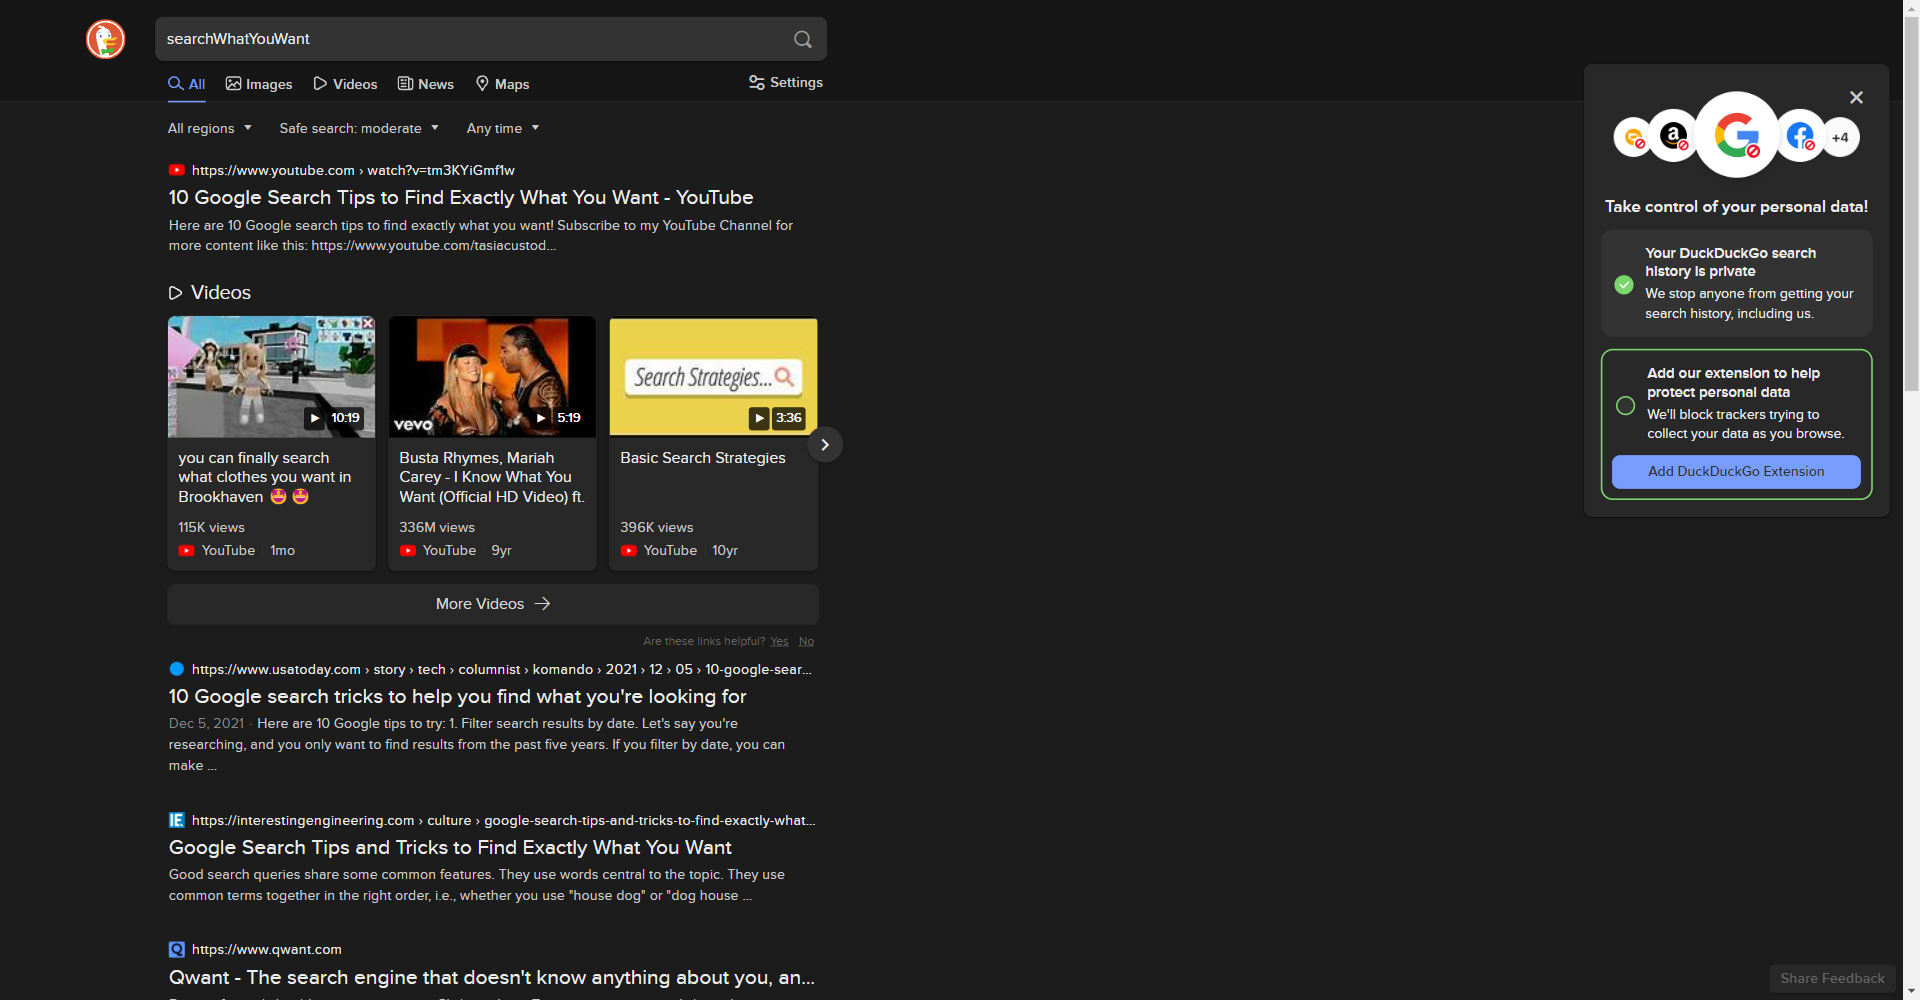 searchWhatYouWant
All Images Videos News Maps Settings
All regions Safe search: moderate Any time
https://www.youtube.com › watch?v=tm3KYiGmf1w
10 Google Search Tips to Find Exactly What You Want - YouTube
Here are 10 Google search tips to find exactly what you want! Subscribe to my YouTube Channel for
more content like this: https://www.youtube.com/tasiacustod...
Videos
10:19
you can finally search
what clothes you want in
Brookhaven 🤩 🤩
115K views
YouTube 1mo
vevo
5:19
Busta Rhymes, Mariah
Carey - I Know What You
Want (Official HD Video) ft.
336M views
YouTube 9yr
Search Strategies...
3:36
Basic Search Strategies
396K views
YouTube 10yr
More Videos
Are these links helpful? Yes No
https://www.usatoday.com › story › tech › columnist › komando › 2021 › 12 › 05 › 10-google-sear...
10 Google search tricks to help you find what you're looking for
Dec 5, 2021 · Here are 10 Google tips to try: 1. Filter search results by date. Let's say you're
researching, and you only want to find results from the past five years. If you filter by date, you can
make ...
IE
https://interestingengineering.com › culture › google-search-tips-and-tricks-to-find-exactly-what...
Google Search Tips and Tricks to Find Exactly What You Want
Good search queries share some common features. They use words central to the topic. They use
common terms together in the right order, i.e., whether you use "house dog" or "dog house ...
https://www.qwant.com
Qwant - The search engine that doesn't know anything about you, an...
+4
Take control of your personal data!
Your DuckDuckGo search
history is private
We stop anyone from getting your
search history, including us.
Add our extension to help
protect personal data
We'll block trackers trying to
collect your data as you browse.
Add DuckDuckGo Extension
Share Feedback